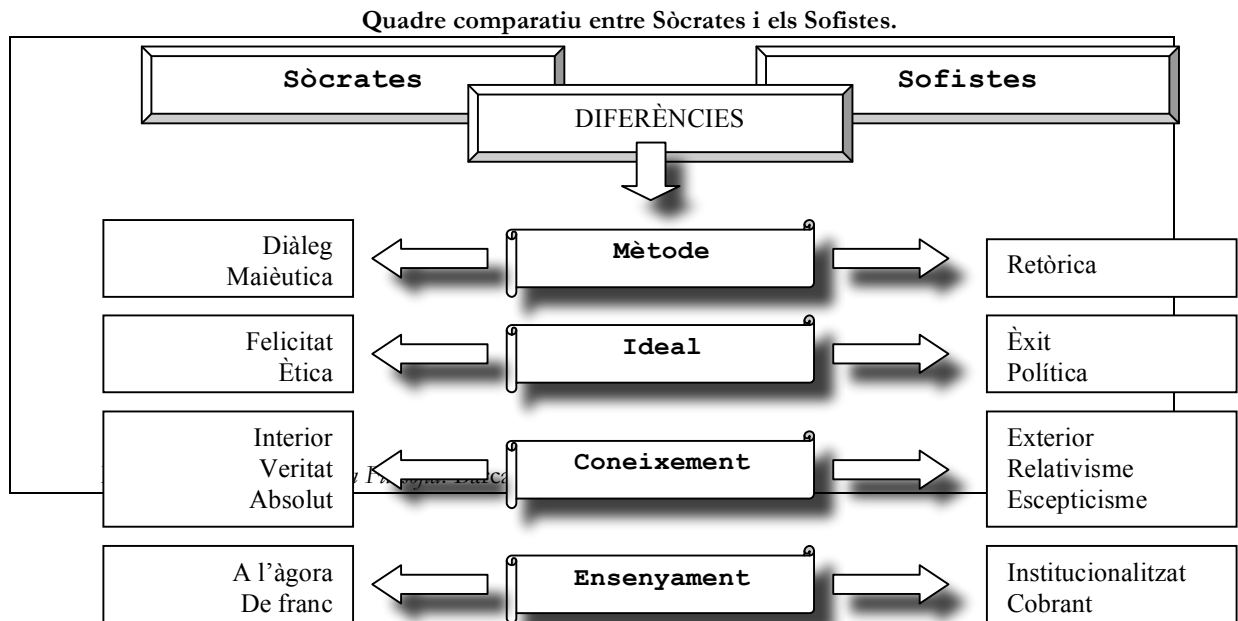 Quadre comparatiu entre Sòcrates i els Sofistes.
Sòcrates
Sofistes
DIFERÈNCIES
Diàleg
Maièutica
Mètode
Retòrica
Felicitat
Ètica
Ideal
Èxit
Política
Interior
Veritat
Absolut
Coneixement
Exterior
Relativisme
Escepticisme
A l'àgora
De franc
Ensenyament
Institucionalitzat
Cobrant